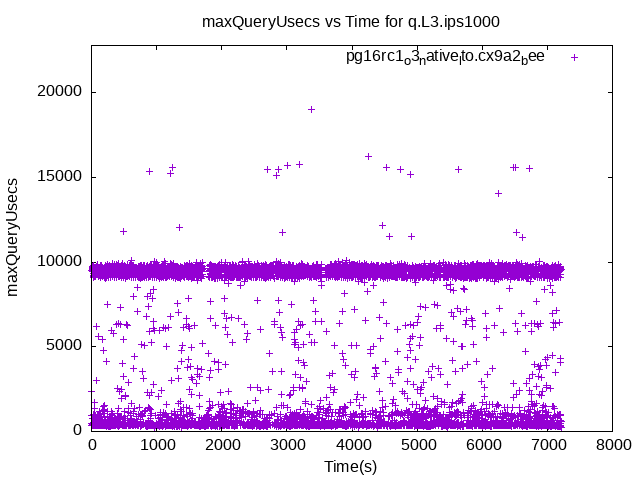 maxQueryUsecs vs Time for q.L3.ips1000
pg16rc1_o3_native_lto.cx9a2_bee
20000
15000
10000
5000
0
maxQueryUsecs
0 1000 2000 3000 4000 5000 6000 7000 8000
Time(s)